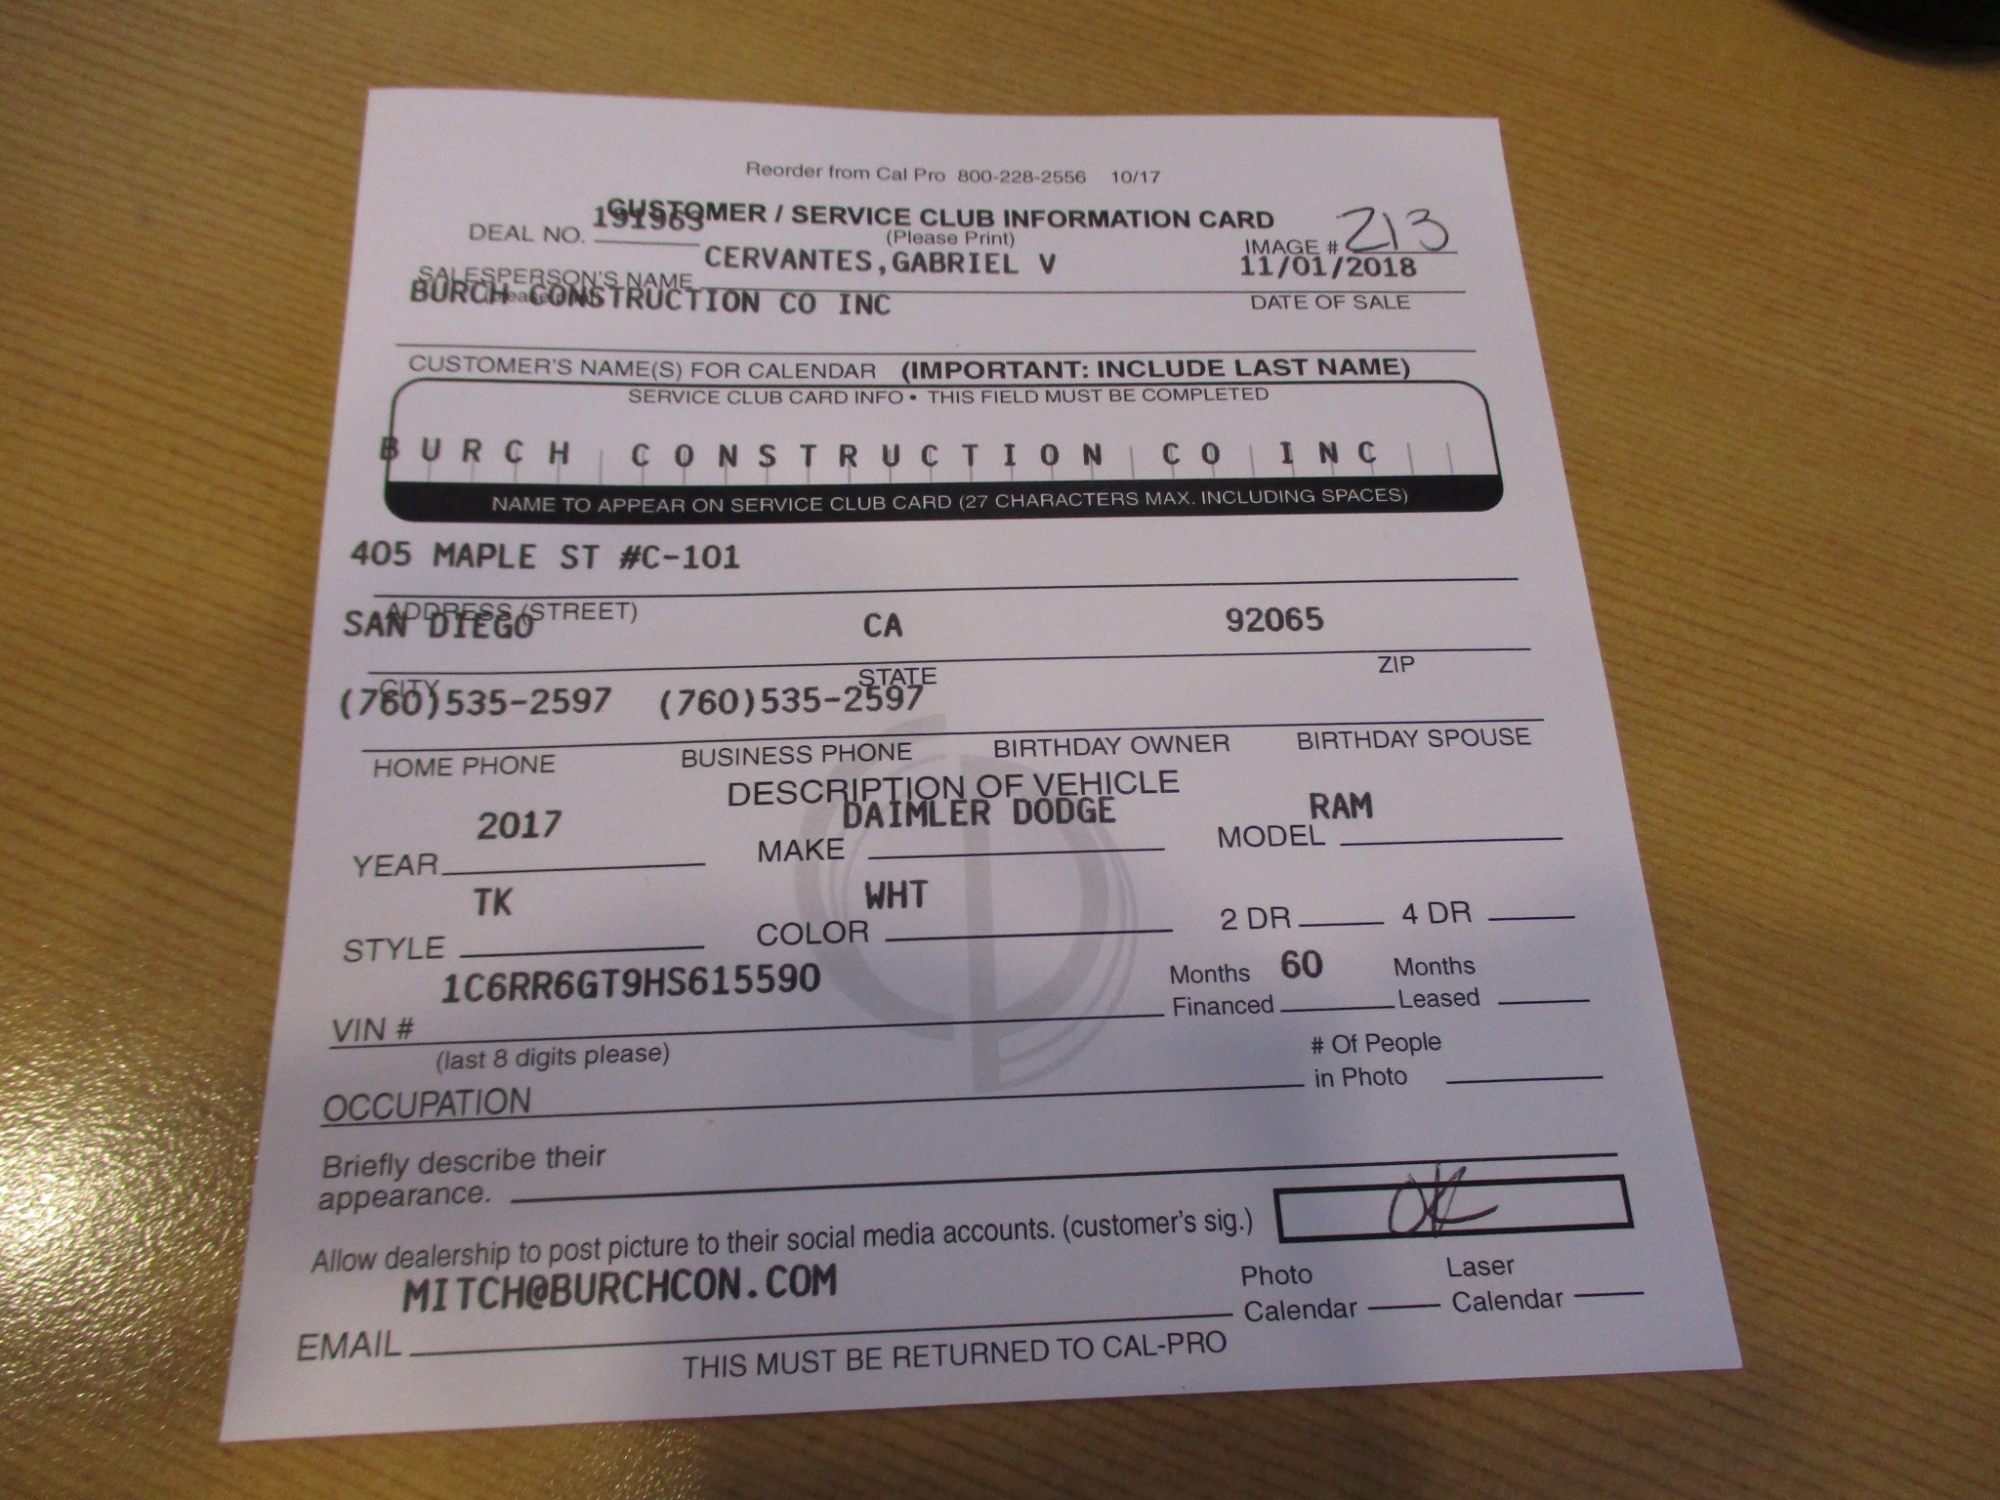 Reorder from Cal Pro 800-228-2556 10/17
CUSTOMER / SERVICE CLUB INFORMATION CARD
(Please Print)
DEAL NO. 191963
IMAGE # 213
SALESPERSON'S NAME CERVANTES,GABRIEL V 11/01/2018
(please print)
BURCH CONSTRUCTION CO INC
DATE OF SALE
CUSTOMER'S NAME(S) FOR CALENDAR (IMPORTANT: INCLUDE LAST NAME)
SERVICE CLUB CARD INFO • THIS FIELD MUST BE COMPLETED
BURCH CONSTRUCTION CO INC
NAME TO APPEAR ON SERVICE CLUB CARD (27 CHARACTERS MAX. INCLUDING SPACES)
405 MAPLE ST #C-101
ADDRESS (STREET)
SAN DIEGO CA 92065
CITY STATE ZIP
(760)535-2597 (760)535-2597
HOME PHONE BUSINESS PHONE BIRTHDAY OWNER BIRTHDAY SPOUSE
DESCRIPTION OF VEHICLE
2017 DAIMLER DODGE RAM
YEAR MAKE MODEL
TK WHT
STYLE COLOR 2 DR 4 DR
1C6RR6GT9HS615590
Months Financed 60 Months Leased
VIN #
(last 8 digits please)
# Of People in Photo
OCCUPATION
Briefly describe their
appearance.
Allow dealership to post picture to their social media accounts. (customer's sig.) OK
MITCH@BURCHCON.COM
Photo Calendar Laser Calendar
EMAIL
THIS MUST BE RETURNED TO CAL-PRO